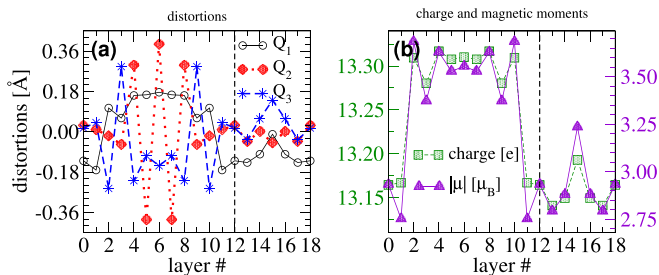 distortions
charge and magnetic moments
(a)
Q1
Q2
Q3
distortions [Å]
0.36
0.18
0.00
-0.18
-0.36
0 2 4 6 8 10 12 14 16 18
layer #
(b)
charge [e]
|μ| [μB]
13.30
13.25
13.20
13.15
3.50
3.25
3.00
2.75
0 2 4 6 8 10 12 14 16 18
layer #